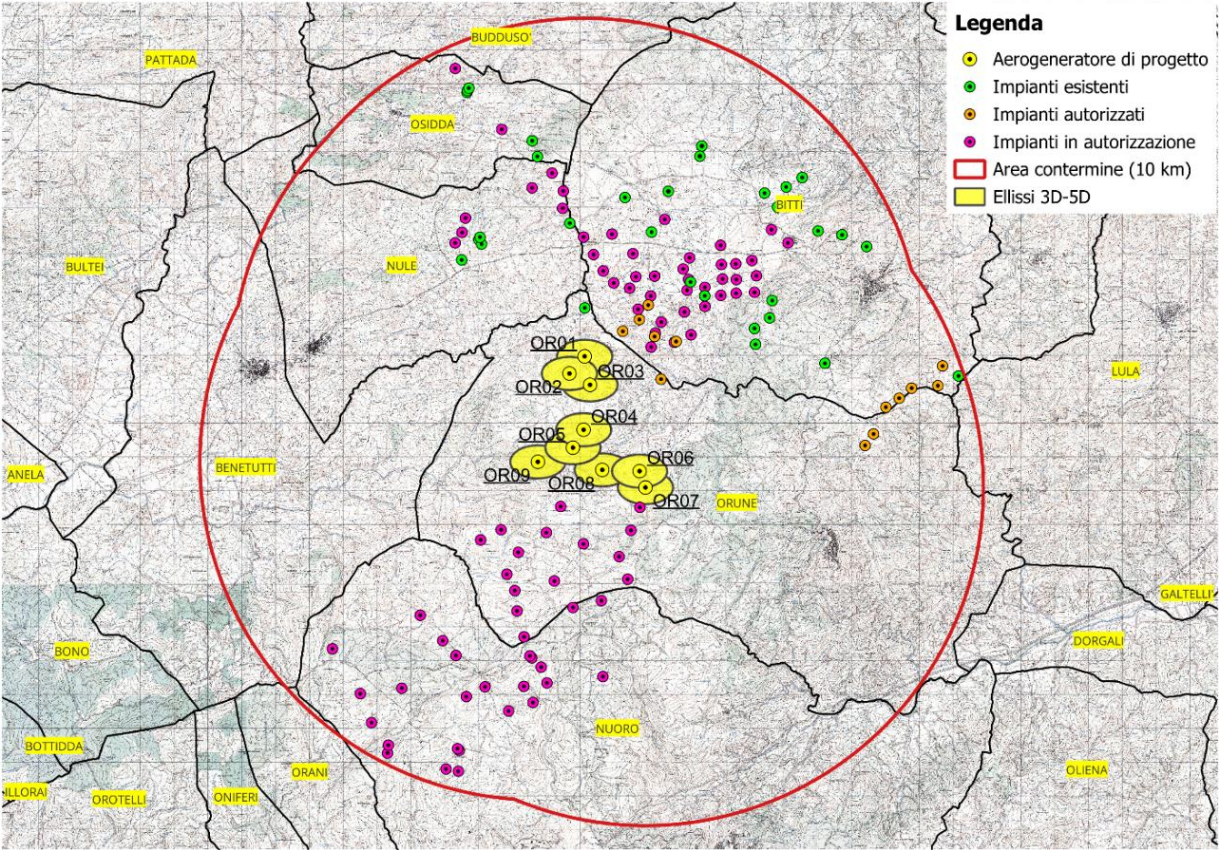 Legenda
Aerogeneratore di progetto
Impianti esistenti
Impianti autorizzati
Impianti in autorizzazione
Area contermine (10 km)
Ellissi 3D-5D
BUDDUSO'
PATTADA
OSIDDA
BITTI
BULTEI
NULE
OR01
OR03
OR02
LULA
OR04
OR05
OR06
BENETUTTI
ANELA
OR09
OR08
OR07
ORUNE
GALTELLI'
DORGALI
BONO
NUORO
BOTTIDDA
ORANI
OLIENA
ILLORAI
OROTELLI
ONIFERI